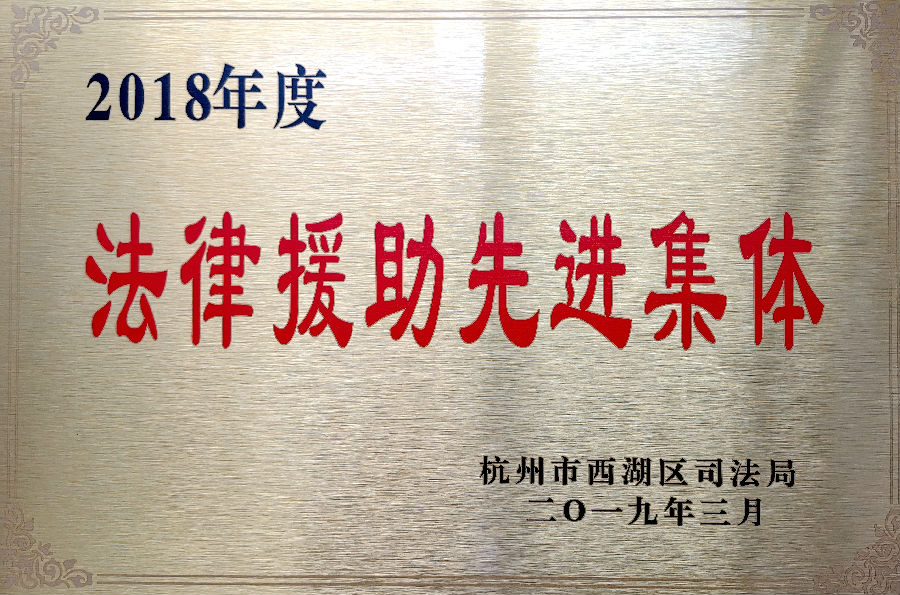 2018年度
法律援助先进集体
杭州市西湖区司法局
二〇一九年三月